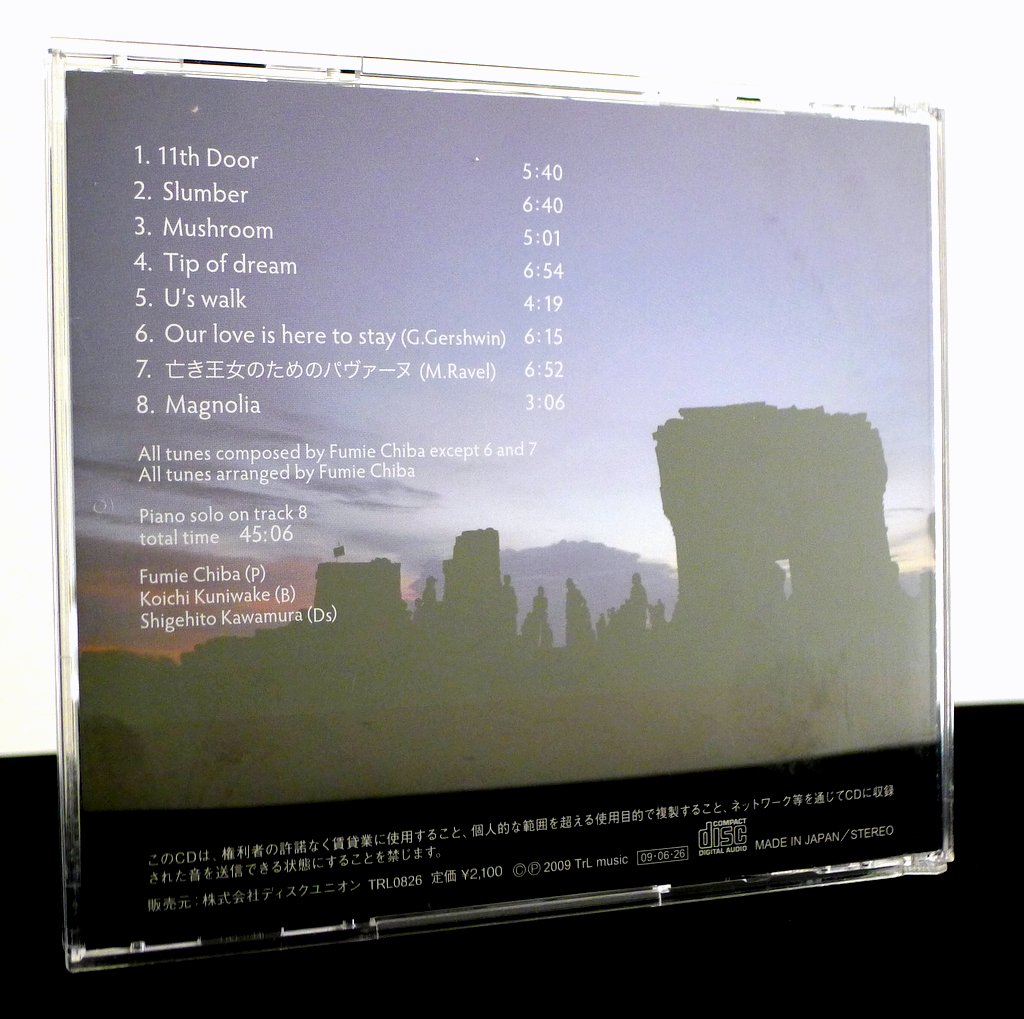 1. 11th Door 5:40
2. Slumber 6:40
3. Mushroom 5:01
4. Tip of dream 6:54
5. U's walk 4:19
6. Our love is here to stay (G.Gershwin) 6:15
7. 亡き王女のためのパヴァーヌ (M.Ravel) 6:52
8. Magnolia 3:06
All tunes composed by Fumie Chiba except 6 and 7
All tunes arranged by Fumie Chiba
Piano solo on track 8
total time 45:06
Fumie Chiba (P)
Koichi Kuniwake (B)
Shigehito Kawamura (Ds)
このCDは、権利者の許諾なく賃貸業に使用すること、個人的な範囲を超える使用目的で複製すること、ネットワーク等を通じてCDに収録
された音を送信できる状態にすることを禁じます。
販売元：株式会社ディスクユニオン TRL0826 定価 ¥2,100 ©℗ 2009 TrL music 09・06・26 COMPACT disc DIGITAL AUDIO MADE IN JAPAN／STEREO